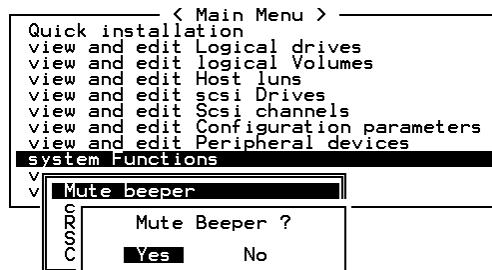 < Main Menu >
Quick installation
view and edit Logical drives
view and edit logical Volumes
view and edit Host luns
view and edit scsi Drives
view and edit Scsi channels
view and edit Configuration parameters
view and edit Peripheral devices
system Functions
v
v
Mute beeper
c
R
S
C
Mute Beeper ?
Yes No